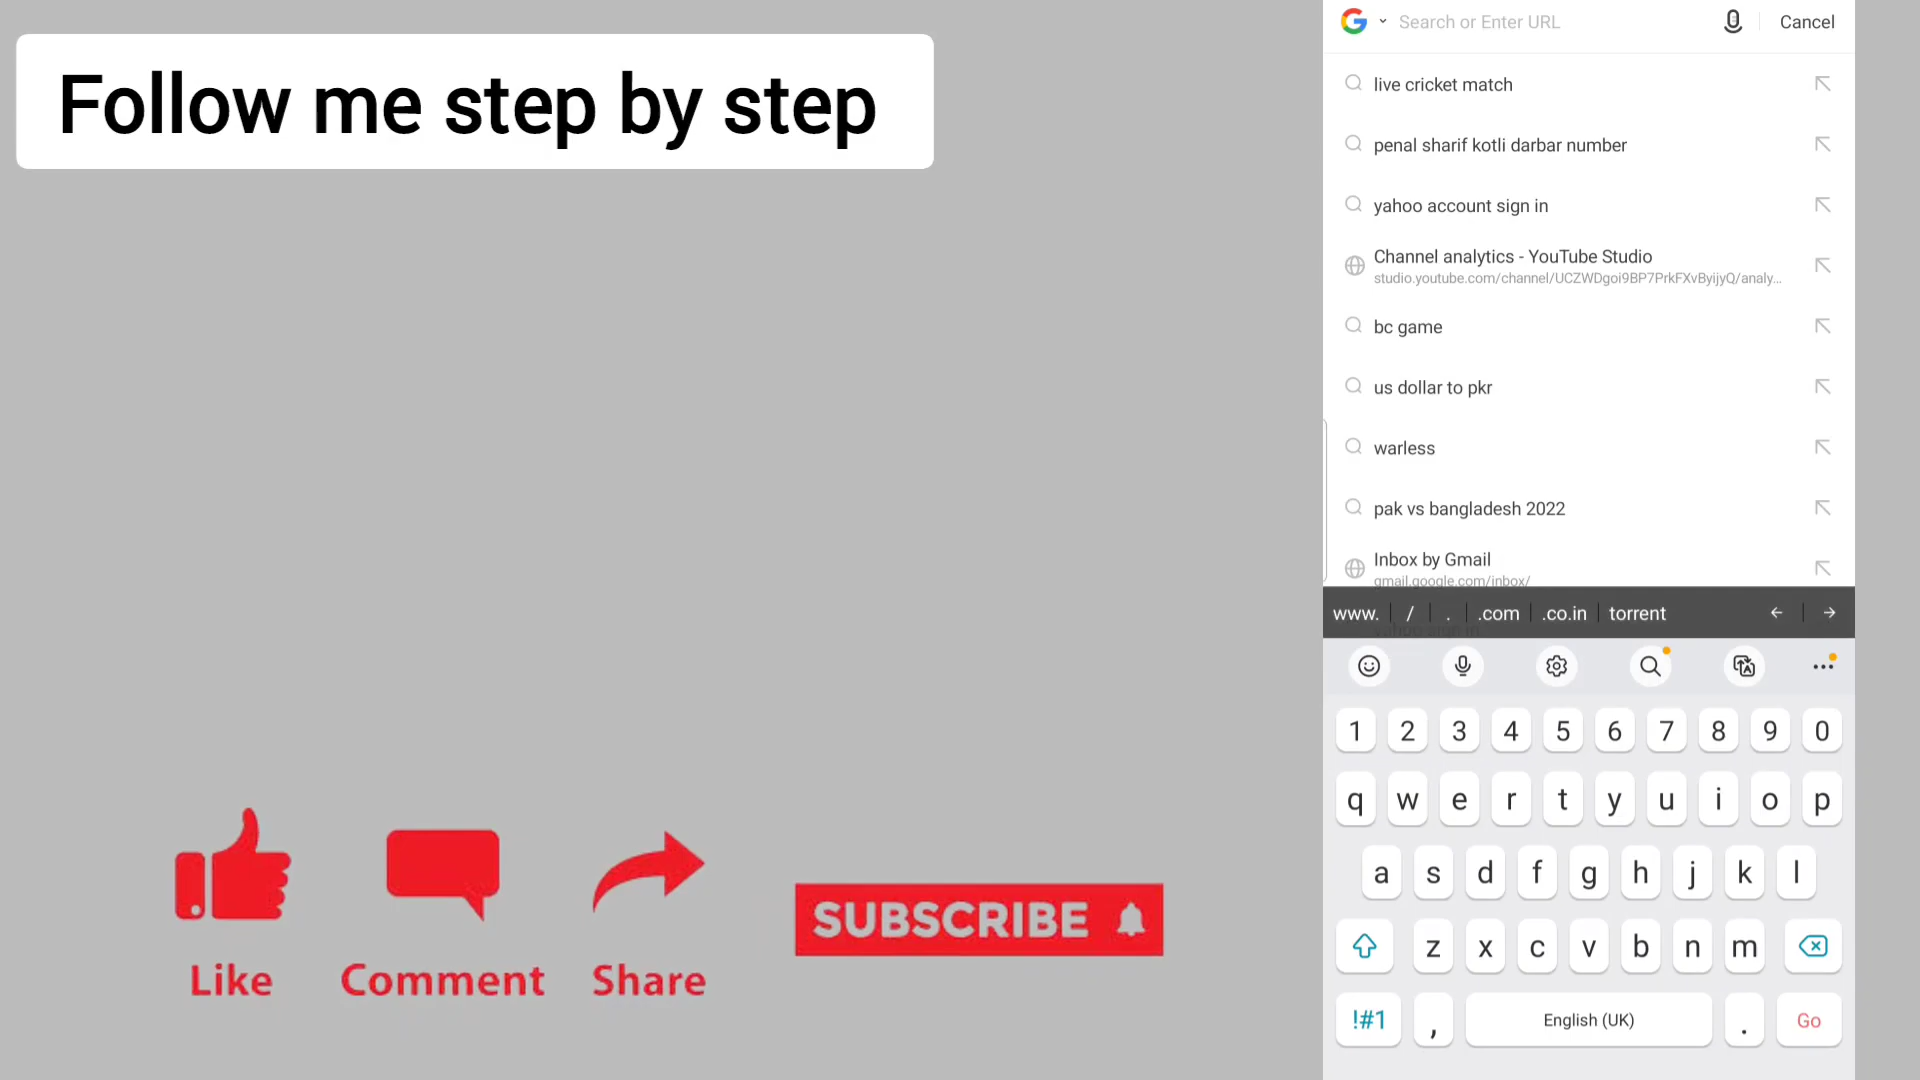 Follow me step by step
Like
Comment
Share
SUBSCRIBE
Search or Enter URL
Cancel
live cricket match
penal sharif kotli darbar number
yahoo account sign in
Channel analytics - YouTube Studio
studio.youtube.com/channel/UCZWDgoi9BP7PrkFXvByijyQ/analy...
bc game
us dollar to pkr
warless
pak vs bangladesh 2022
Inbox by Gmail
gmail.google.com/inbox/
www. / . .com .co.in torrent
1 2 3 4 5 6 7 8 9 0
q w e r t y u i o p
a s d f g h j k l
z x c v b n m
!#1 , English (UK) . Go